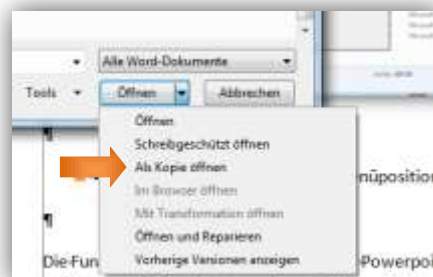 Alle Word-Dokumente
Tools Öffnen Abbrechen
Öffnen
Schreibgeschützt öffnen
Als Kopie öffnen
Im Browser öffnen
Mit Transformation öffnen
Öffnen und Reparieren
Vorherige Versionen anzeigen
nüposition
¶
¶
Die·Fun
Powerpoi